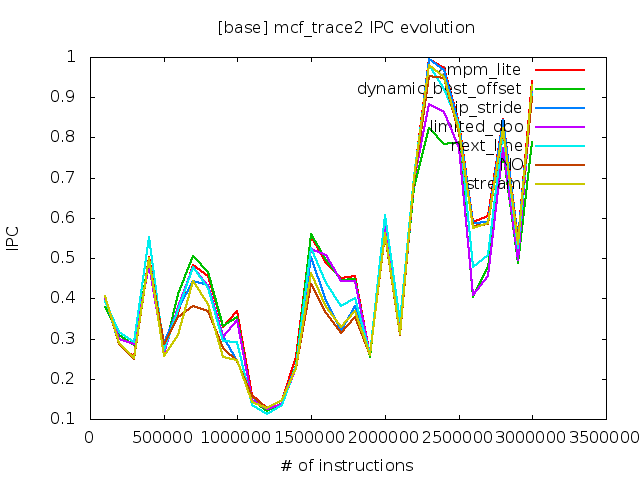 [base] mcf_trace2 IPC evolution
1
0.9
0.8
0.7
0.6
0.5
0.4
0.3
0.2
0.1
IPC
ampm_lite
dynamic_best_offset
ip_stride
limited_dbo
next_line
NO
stream
0
500000
1000000
1500000
2000000
2500000
3000000
3500000
# of instructions